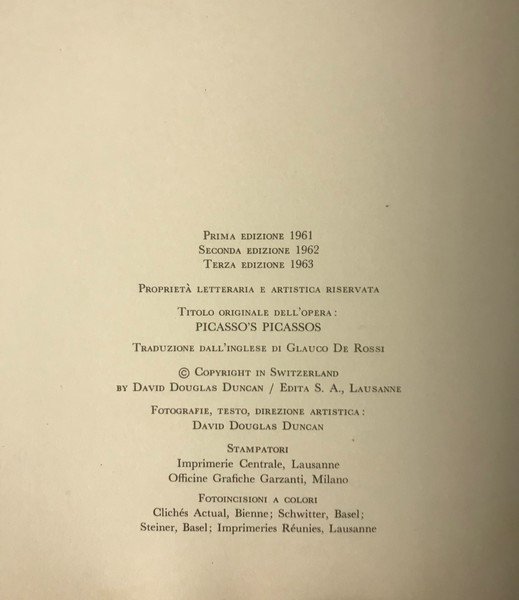 Prima edizione 1961
Seconda edizione 1962
Terza edizione 1963
Proprietà letteraria e artistica riservata
Titolo originale dell'opera:
PICASSO'S PICASSOS
Traduzione dall'inglese di Glauco De Rossi
© Copyright in Switzerland
by David Douglas Duncan / Edita S. A., Lausanne
Fotografie, testo, direzione artistica:
David Douglas Duncan
Stampatori
Imprimerie Centrale, Lausanne
Officine Grafiche Garzanti, Milano
Fotoincisioni a colori
Clichés Actual, Bienne; Schwitter, Basel;
Steiner, Basel; Imprimeries Réunies, Lausanne